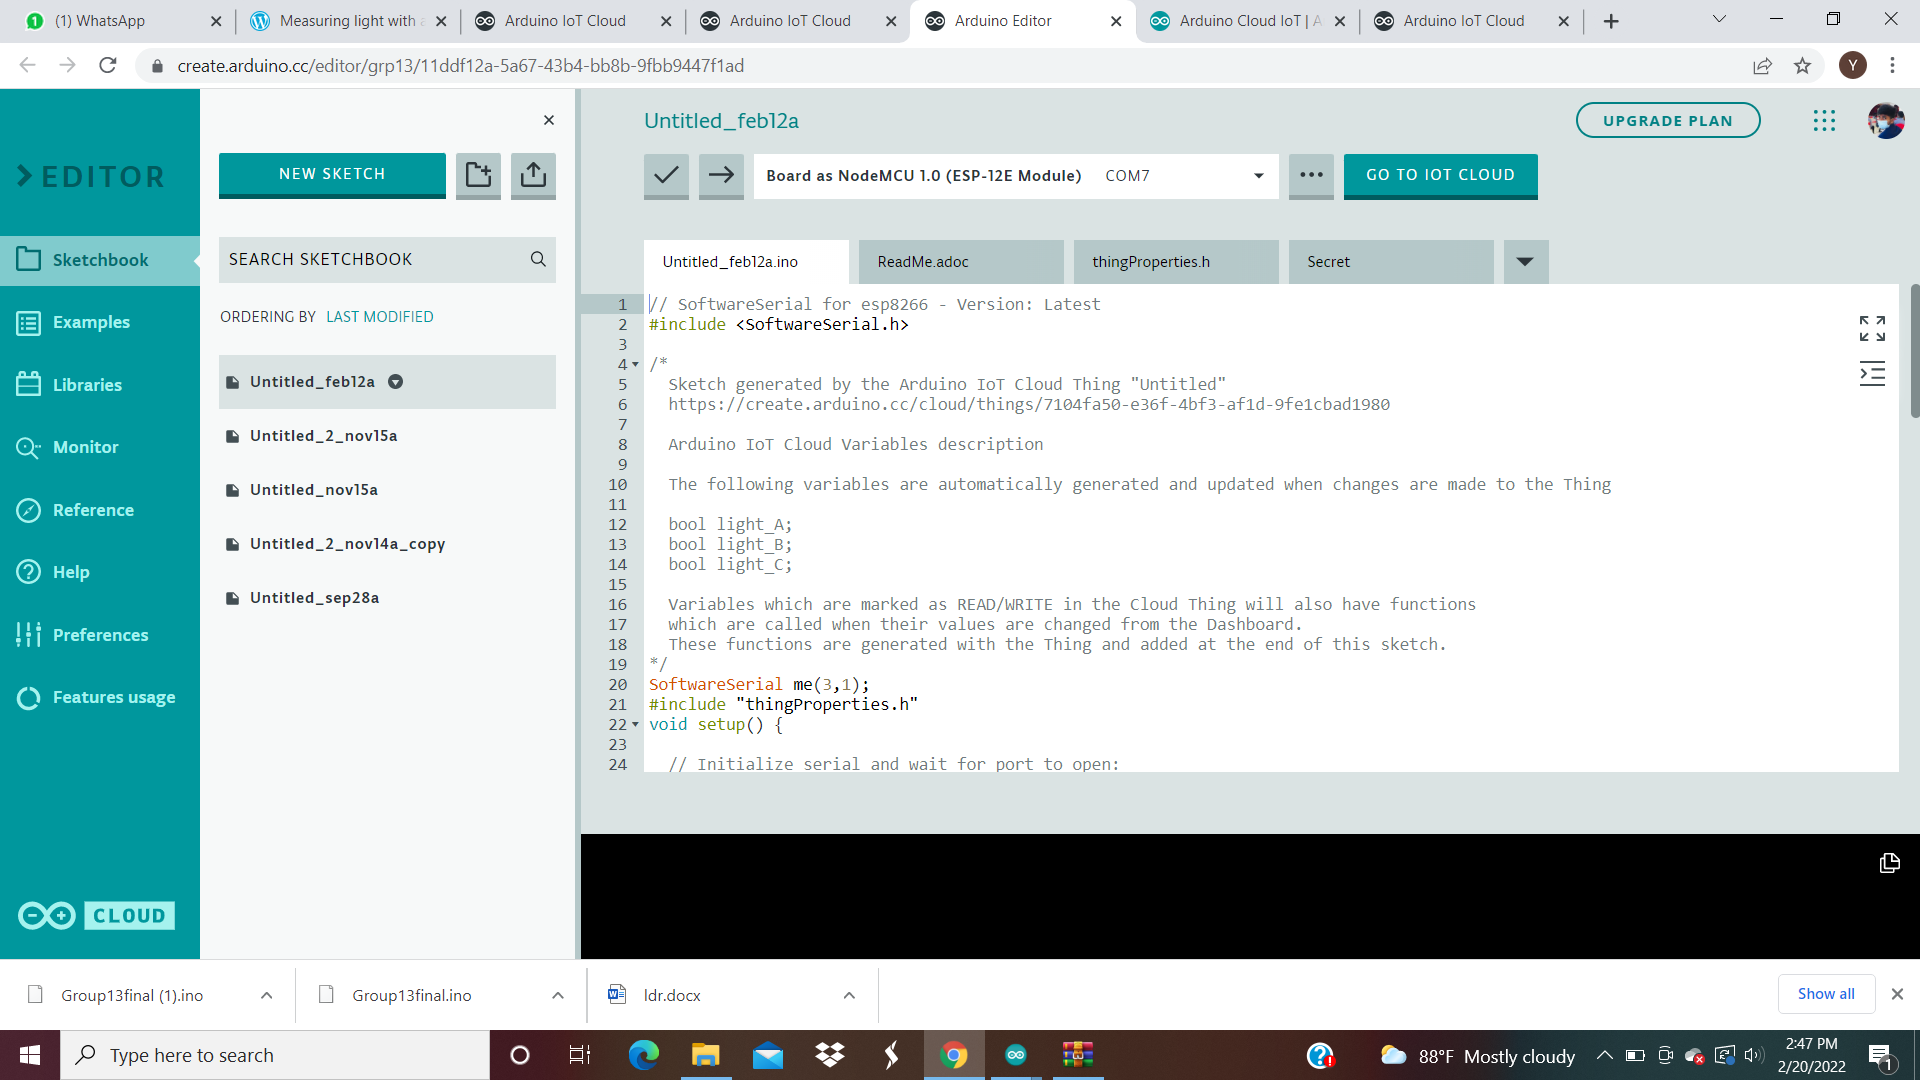 (1) WhatsApp
Measuring light with a
Arduino IoT Cloud
Arduino IoT Cloud
Arduino Editor
Arduino Cloud IoT | A
Arduino IoT Cloud
create.arduino.cc/editor/grp13/11ddf12a-5a67-43b4-bb8b-9fbb9447f1ad
Y
EDITOR
Sketchbook
Examples
Libraries
Monitor
Reference
Help
Preferences
Features usage
CLOUD
NEW SKETCH
SEARCH SKETCHBOOK
ORDERING BY LAST MODIFIED
Untitled_feb12a
Untitled_2_nov15a
Untitled_nov15a
Untitled_2_nov14a_copy
Untitled_sep28a
Untitled_feb12a
UPGRADE PLAN
Board as NodeMCU 1.0 (ESP-12E Module) COM7
GO TO IOT CLOUD
Untitled_feb12a.ino
ReadMe.adoc
thingProperties.h
Secret
1 // SoftwareSerial for esp8266 - Version: Latest
2 #include <SoftwareSerial.h>
3
4 /*
5 Sketch generated by the Arduino IoT Cloud Thing "Untitled"
6 https://create.arduino.cc/cloud/things/7104fa50-e36f-4bf3-af1d-9fe1cbad1980
7
8 Arduino IoT Cloud Variables description
9
10 The following variables are automatically generated and updated when changes are made to the Thing
11
12 bool light_A;
13 bool light_B;
14 bool light_C;
15
16 Variables which are marked as READ/WRITE in the Cloud Thing will also have functions
17 which are called when their values are changed from the Dashboard.
18 These functions are generated with the Thing and added at the end of this sketch.
19 */
20 SoftwareSerial me(3,1);
21 #include "thingProperties.h"
22 void setup() {
23
24 // Initialize serial and wait for port to open:
Group13final (1).ino
Group13final.ino
ldr.docx
Show all
Type here to search
88°F Mostly cloudy
2:47 PM
2/20/2022
1